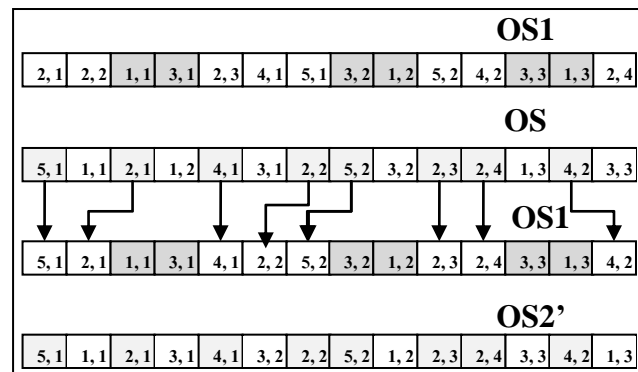 OS1
2, 1 2, 2 1, 1 3, 1 2, 3 4, 1 5, 1 3, 2 1, 2 5, 2 4, 2 3, 3 1, 3 2, 4
OS
5, 1 1, 1 2, 1 1, 2 4, 1 3, 1 2, 2 5, 2 3, 2 2, 3 2, 4 1, 3 4, 2 3, 3
OS1
5, 1 2, 1 1, 1 3, 1 4, 1 2, 2 5, 2 3, 2 1, 2 2, 3 2, 4 3, 3 1, 3 4, 2
OS2’
5, 1 1, 1 2, 1 3, 1 4, 1 3, 2 2, 2 5, 2 1, 2 2, 3 2, 4 3, 3 4, 2 1, 3